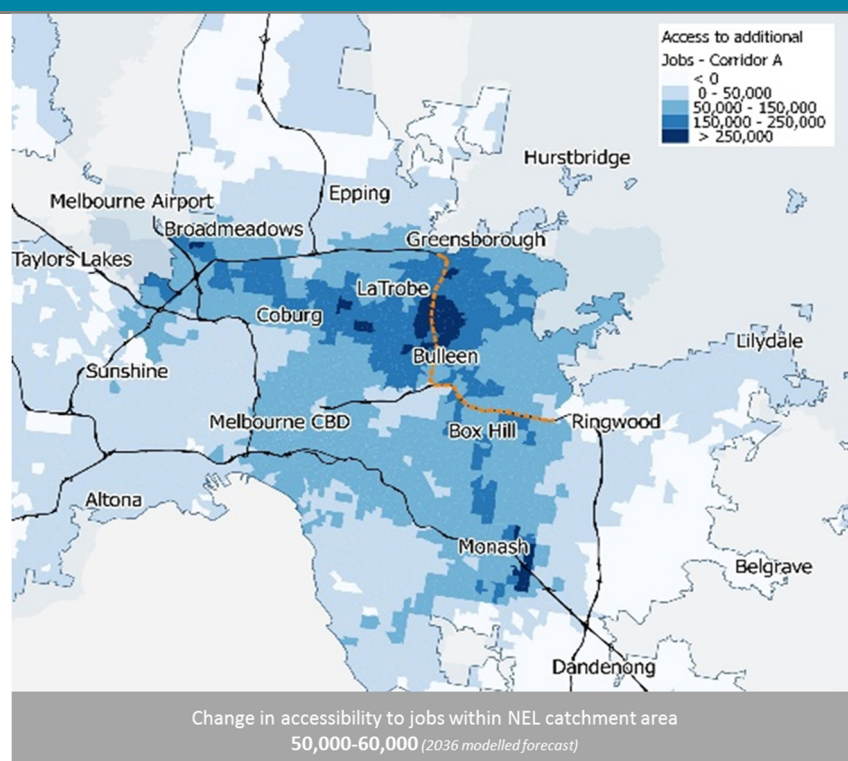 Access to additional
Jobs - Corridor A
< 0
0 - 50,000
50,000 - 150,000
150,000 - 250,000
> 250,000
Hurstbridge
Epping
Melbourne Airport
Broadmeadows
Greensborough
Taylors Lakes
LaTrobe
Coburg
Lilydale
Bulleen
Sunshine
Melbourne CBD
Ringwood
Box Hill
Altona
Monash
Belgrave
Dandenong
Change in accessibility to jobs within NEL catchment area
50,000-60,000 (2036 modelled forecast)